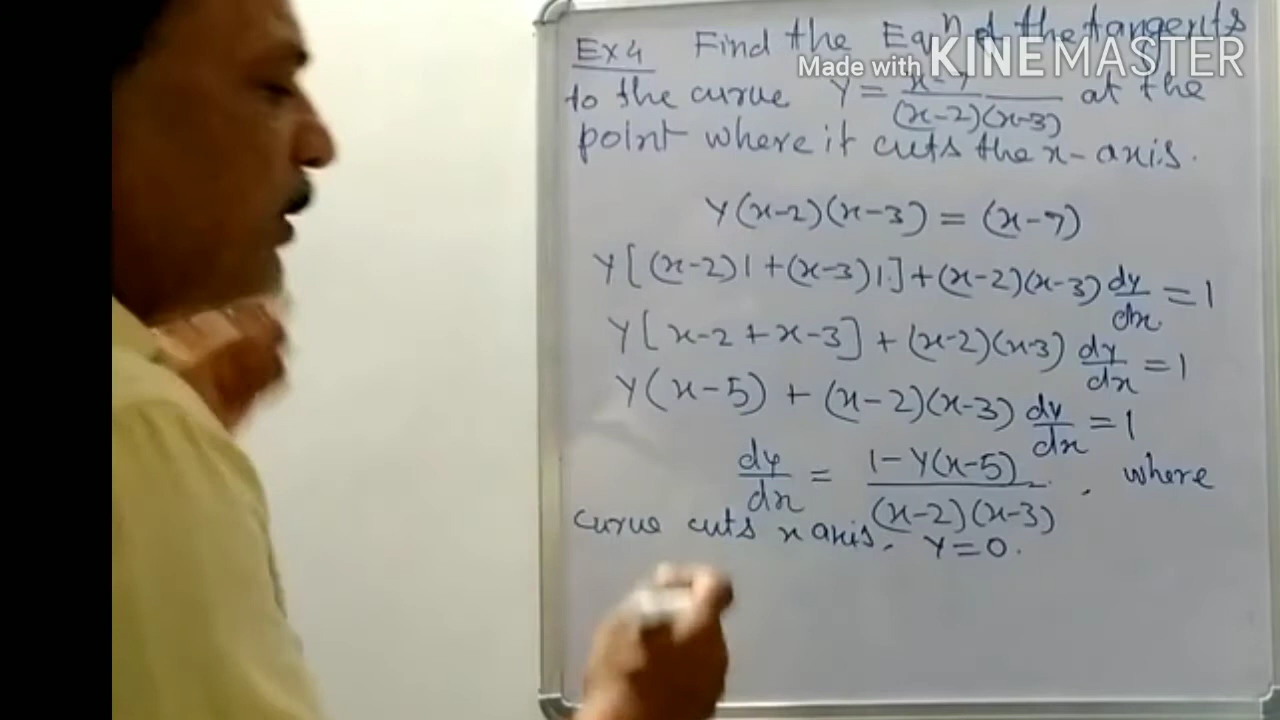 Ex 4 Find the Eqⁿ of the tangents
Made with KINEMASTER
to the curve y = x-7 / (x-2)(x-3) at the
point where it cuts the x-axis.
y(x-2)(x-3) = (x-7)
y[(x-2)1 + (x-3)1.] + (x-2)(x-3) dy/dx = 1
y[x-2 + x-3] + (x-2)(x-3) dy/dx = 1
y(x-5) + (x-2)(x-3) dy/dx = 1
dy/dx = 1-y(x-5) / (x-2)(x-3) . where
curve cuts x axis. y=0.